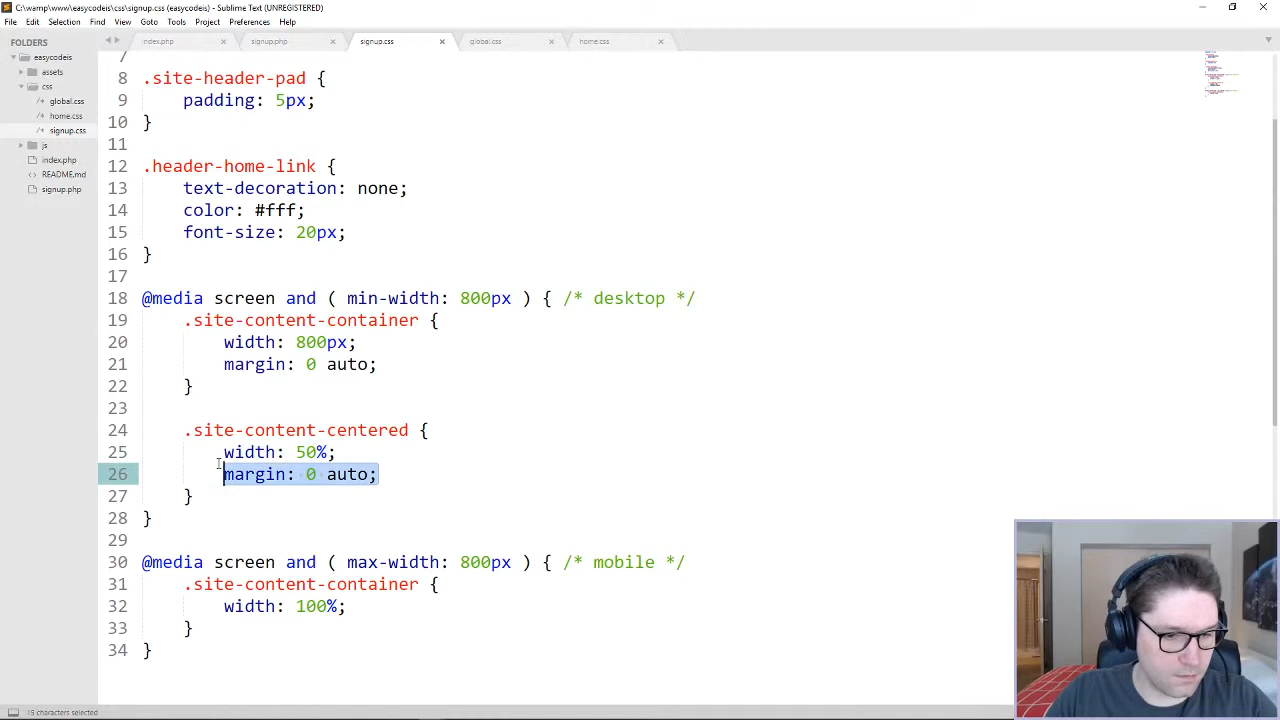 C:\wamp\www\easycodeis\css\signup.css (easycodeis) - Sublime Text (UNREGISTERED)
File Edit Selection Find View Goto Tools Project Preferences Help
FOLDERS
easycodeis
assets
css
global.css
home.css
signup.css
js
index.php
README.md
signup.php
index.php signup.php signup.css global.css home.css
7
8 .site-header-pad {
9 padding: 5px;
10 }
11
12 .header-home-link {
13 text-decoration: none;
14 color: #fff;
15 font-size: 20px;
16 }
17
18 @media screen and ( min-width: 800px ) { /* desktop */
19 .site-content-container {
20 width: 800px;
21 margin: 0 auto;
22 }
23
24 .site-content-centered {
25 width: 50%;
26 margin: 0 auto;
27 }
28 }
29
30 @media screen and ( max-width: 800px ) { /* mobile */
31 .site-content-container {
32 width: 100%;
33 }
34 }
15 characters selected